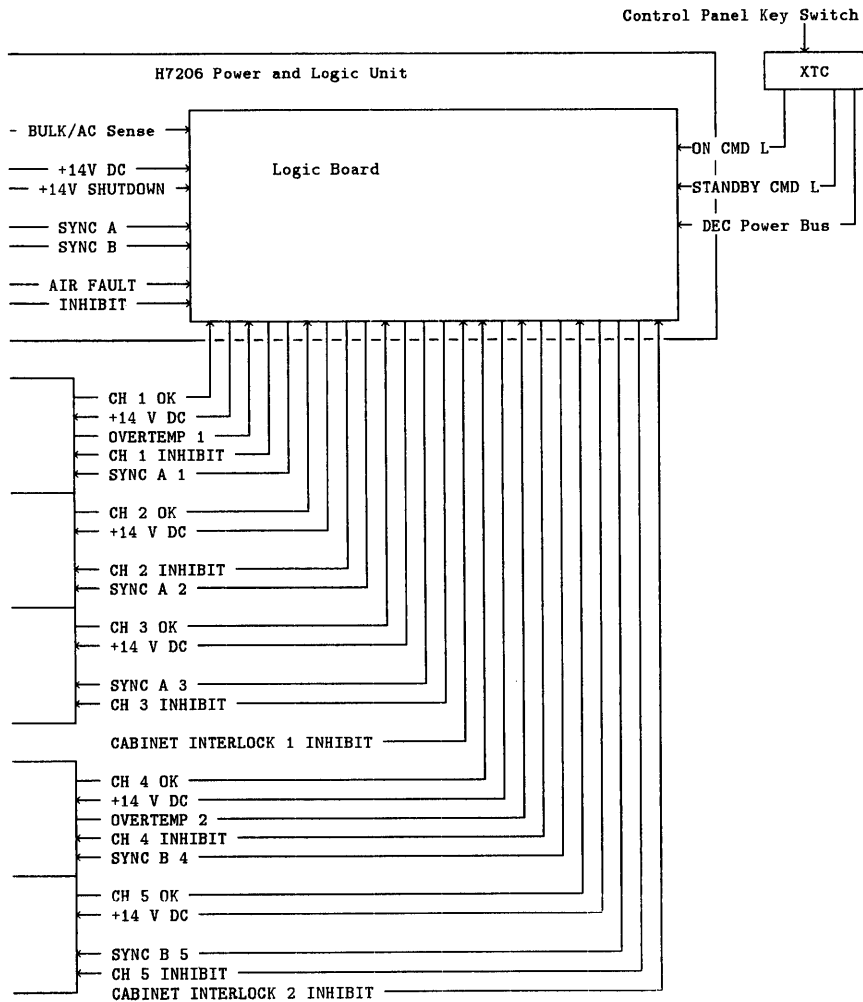 Control Panel Key Switch
XTC
H7206 Power and Logic Unit
BULK/AC Sense
Logic Board
ON CMD L
+14V DC
+14V SHUTDOWN
STANDBY CMD L
SYNC A
DEC Power Bus
SYNC B
AIR FAULT
INHIBIT
CH 1 OK
+14 V DC
OVERTEMP 1
CH 1 INHIBIT
SYNC A 1
CH 2 OK
+14 V DC
CH 2 INHIBIT
SYNC A 2
CH 3 OK
+14 V DC
SYNC A 3
CH 3 INHIBIT
CABINET INTERLOCK 1 INHIBIT
CH 4 OK
+14 V DC
OVERTEMP 2
CH 4 INHIBIT
SYNC B 4
CH 5 OK
+14 V DC
SYNC B 5
CH 5 INHIBIT
CABINET INTERLOCK 2 INHIBIT